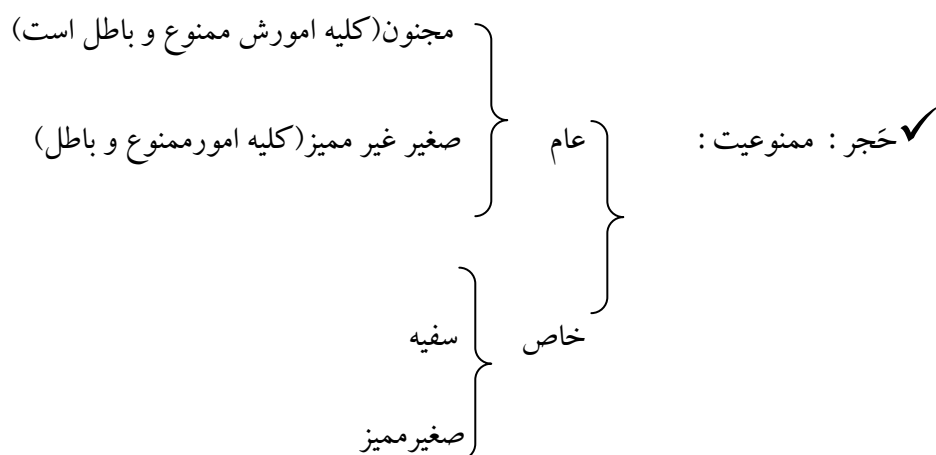 مجنون(کلیه امورش ممنوع و باطل است)
✔حَجر : ممنوعیت : عام صغیر غیر ممیز(کلیه امورممنوع و باطل)
خاص سفیه
صغیرممیز